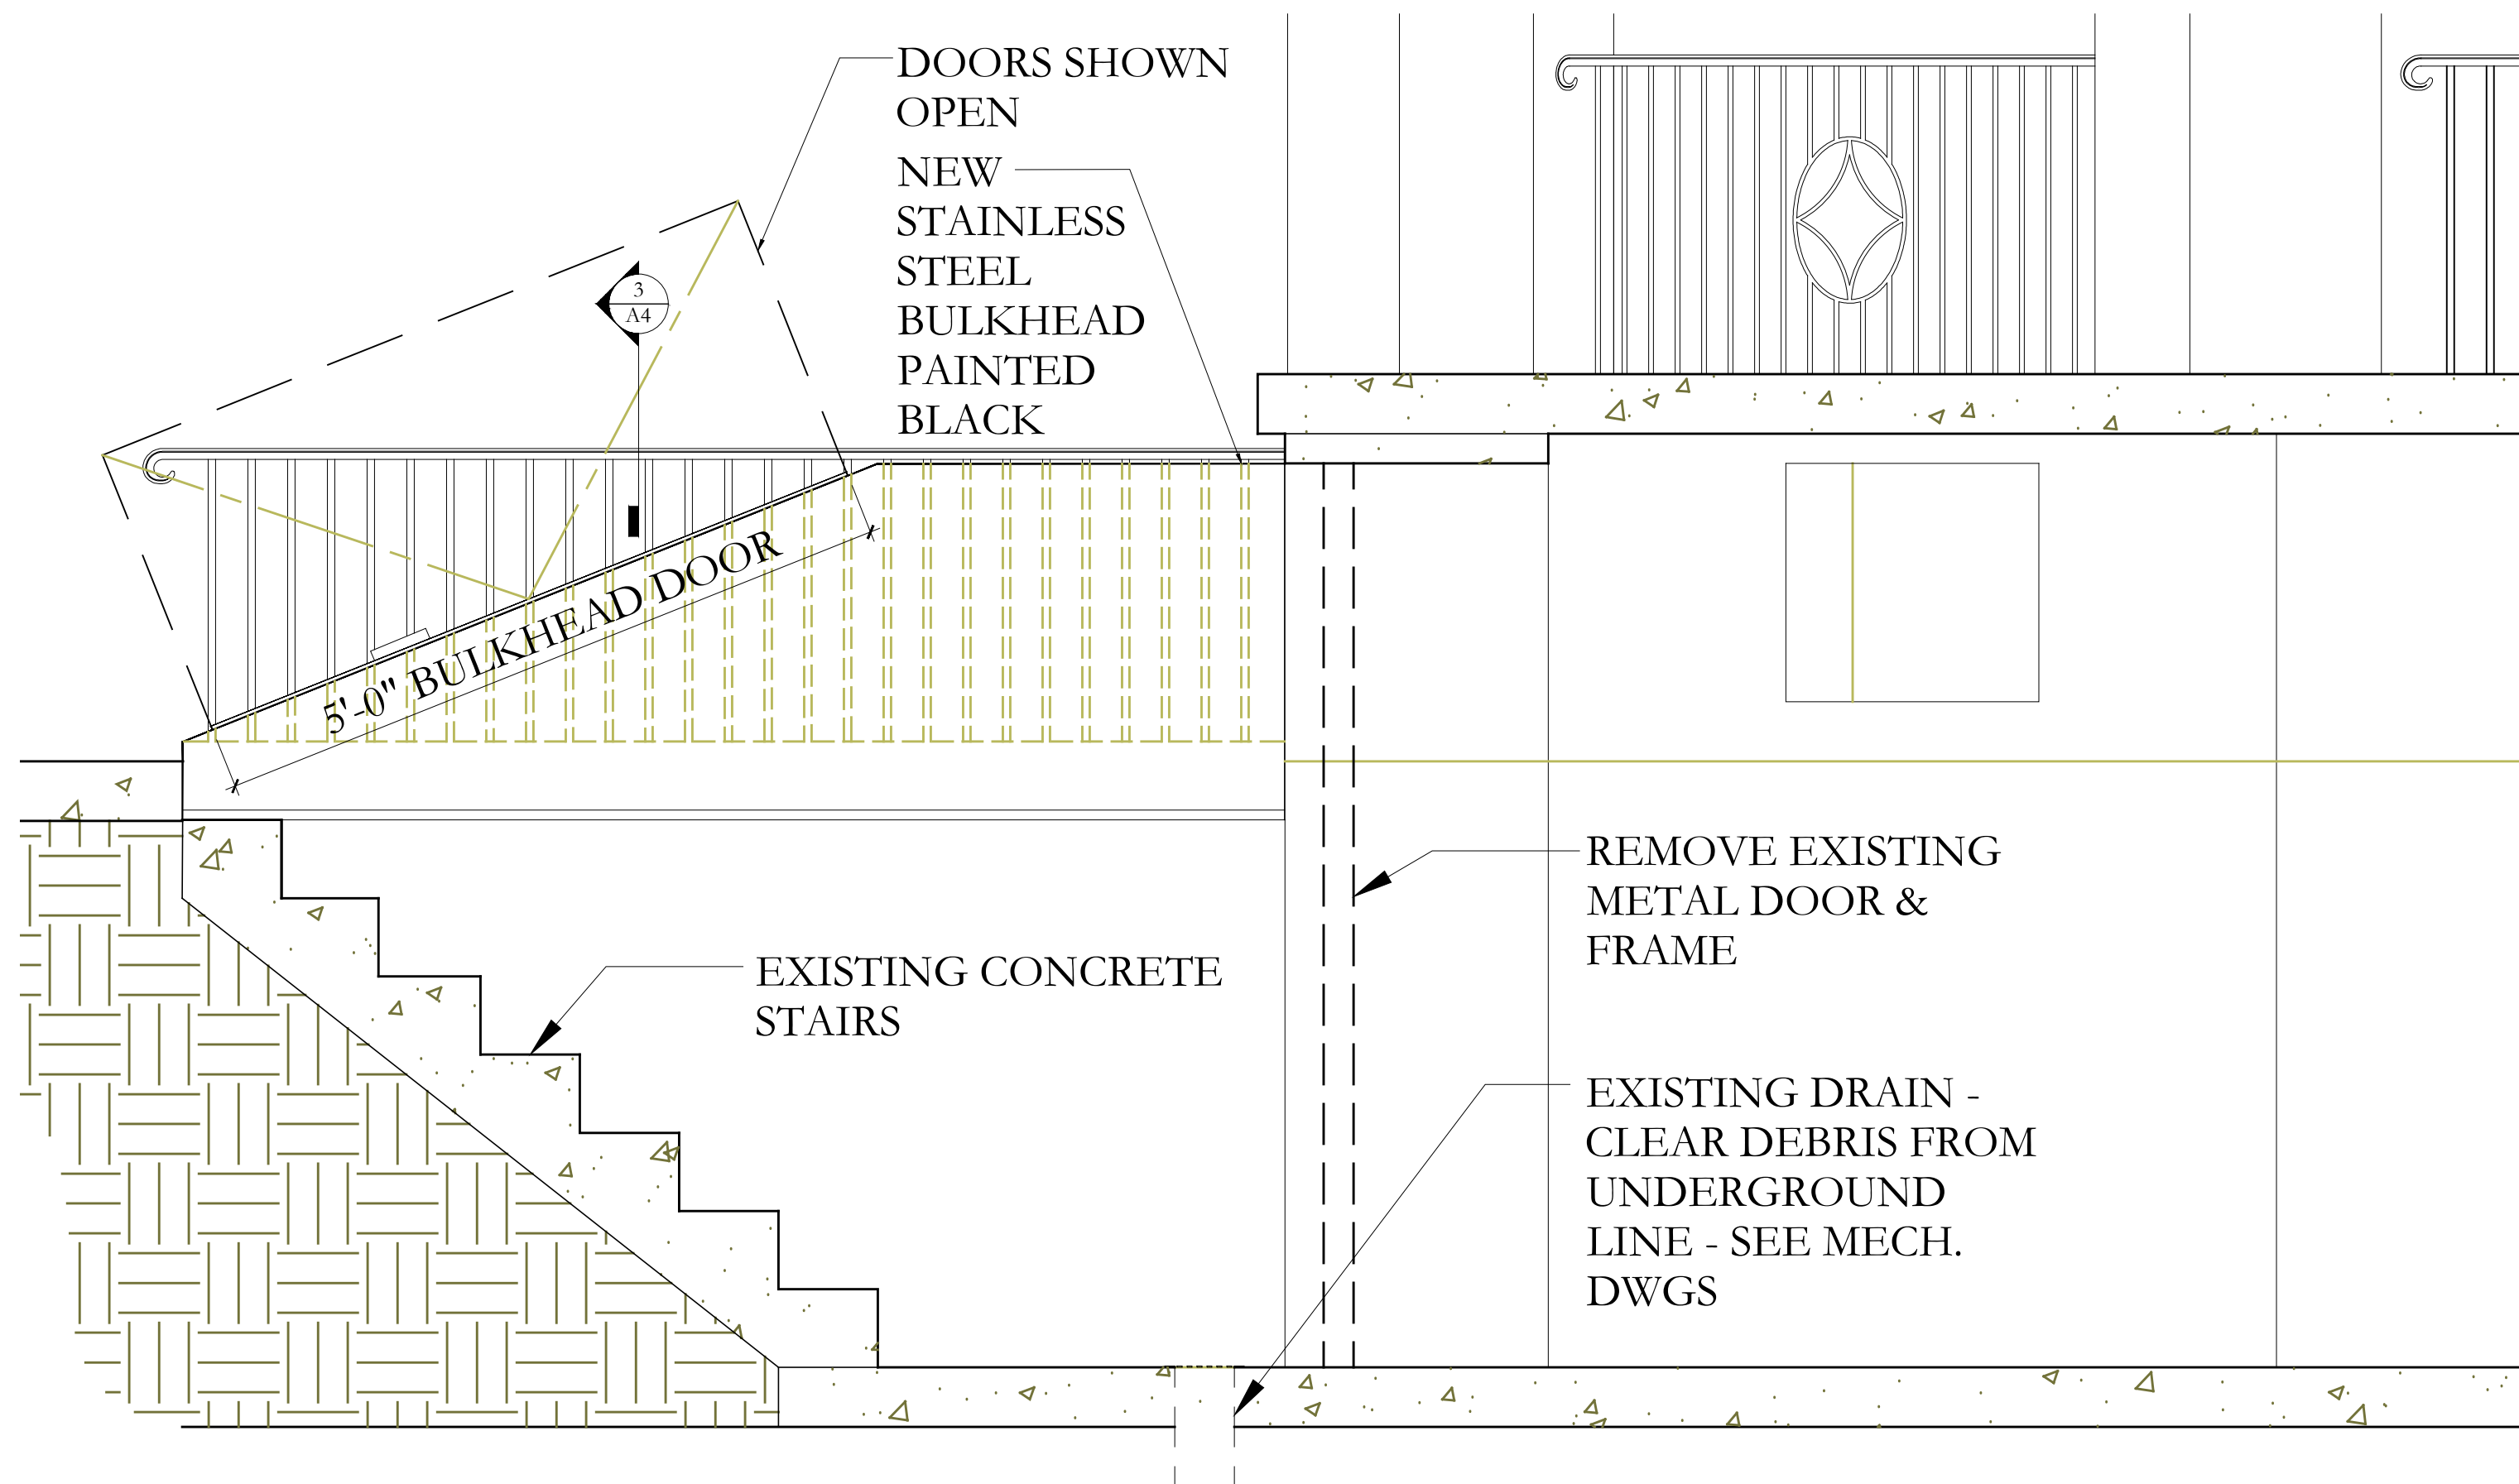 DOORS SHOWN
OPEN
NEW
STAINLESS
STEEL
BULKHEAD
PAINTED
BLACK
3
A4
5'-0" BULKHEAD DOOR
REMOVE EXISTING
METAL DOOR &
FRAME
EXISTING CONCRETE
STAIRS
EXISTING DRAIN -
CLEAR DEBRIS FROM
UNDERGROUND
LINE - SEE MECH.
DWGS